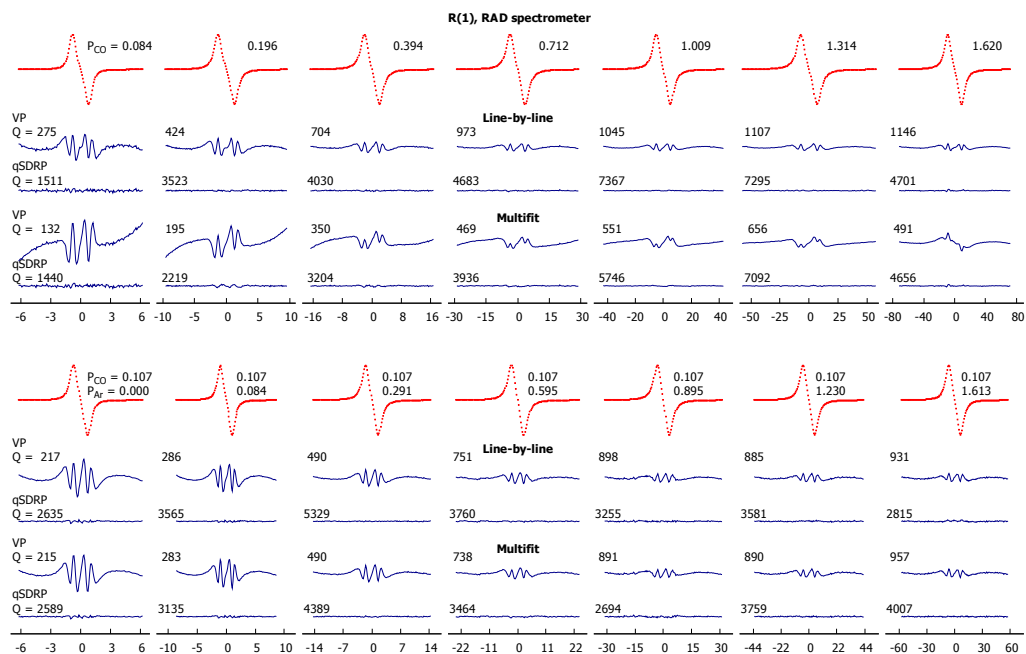 R(1), RAD spectrometer
P_CO = 0.084 0.196 0.394 0.712 1.009 1.314 1.620
VP Line-by-line
Q = 275 424 704 973 1045 1107 1146
qSDRP
Q = 1511 3523 4030 4683 7367 7295 4701
VP Multifit
Q = 132 195 350 469 551 656 491
qSDRP
Q = 1440 2219 3204 3936 5746 7092 4656
-6 -3 0 3 6 -10 -5 0 5 10 -16 -8 0 8 16 -30 -15 0 15 30 -40 -20 0 20 40 -50 -25 0 25 50 -80 -40 0 40 80
P_CO = 0.107 0.107 0.107 0.107 0.107 0.107 0.107
P_Ar = 0.000 0.084 0.291 0.595 0.895 1.230 1.613
VP Line-by-line
Q = 217 286 490 751 898 885 931
qSDRP
Q = 2635 3565 5329 3760 3255 3581 2815
VP Multifit
Q = 215 283 490 738 891 890 957
qSDRP
Q = 2589 3135 4389 3464 2694 3759 4007
-6 -3 0 3 6 -10 -5 0 5 10 -14 -7 0 7 14 -22 -11 0 11 22 -30 -15 0 15 30 -44 -22 0 22 44 -60 -30 0 30 60